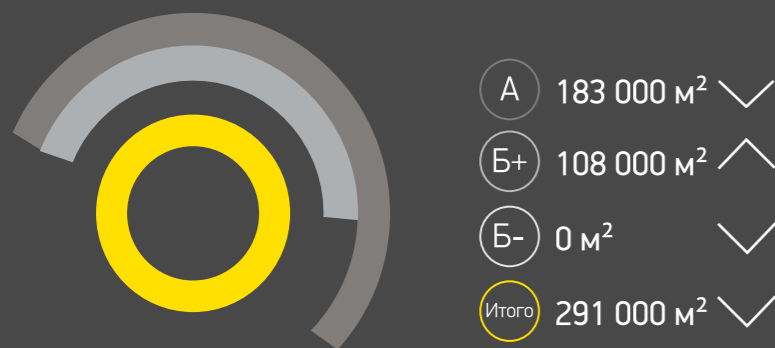 А 183 000 м²
Б+ 108 000 м²
Б- 0 м²
Итого 291 000 м²